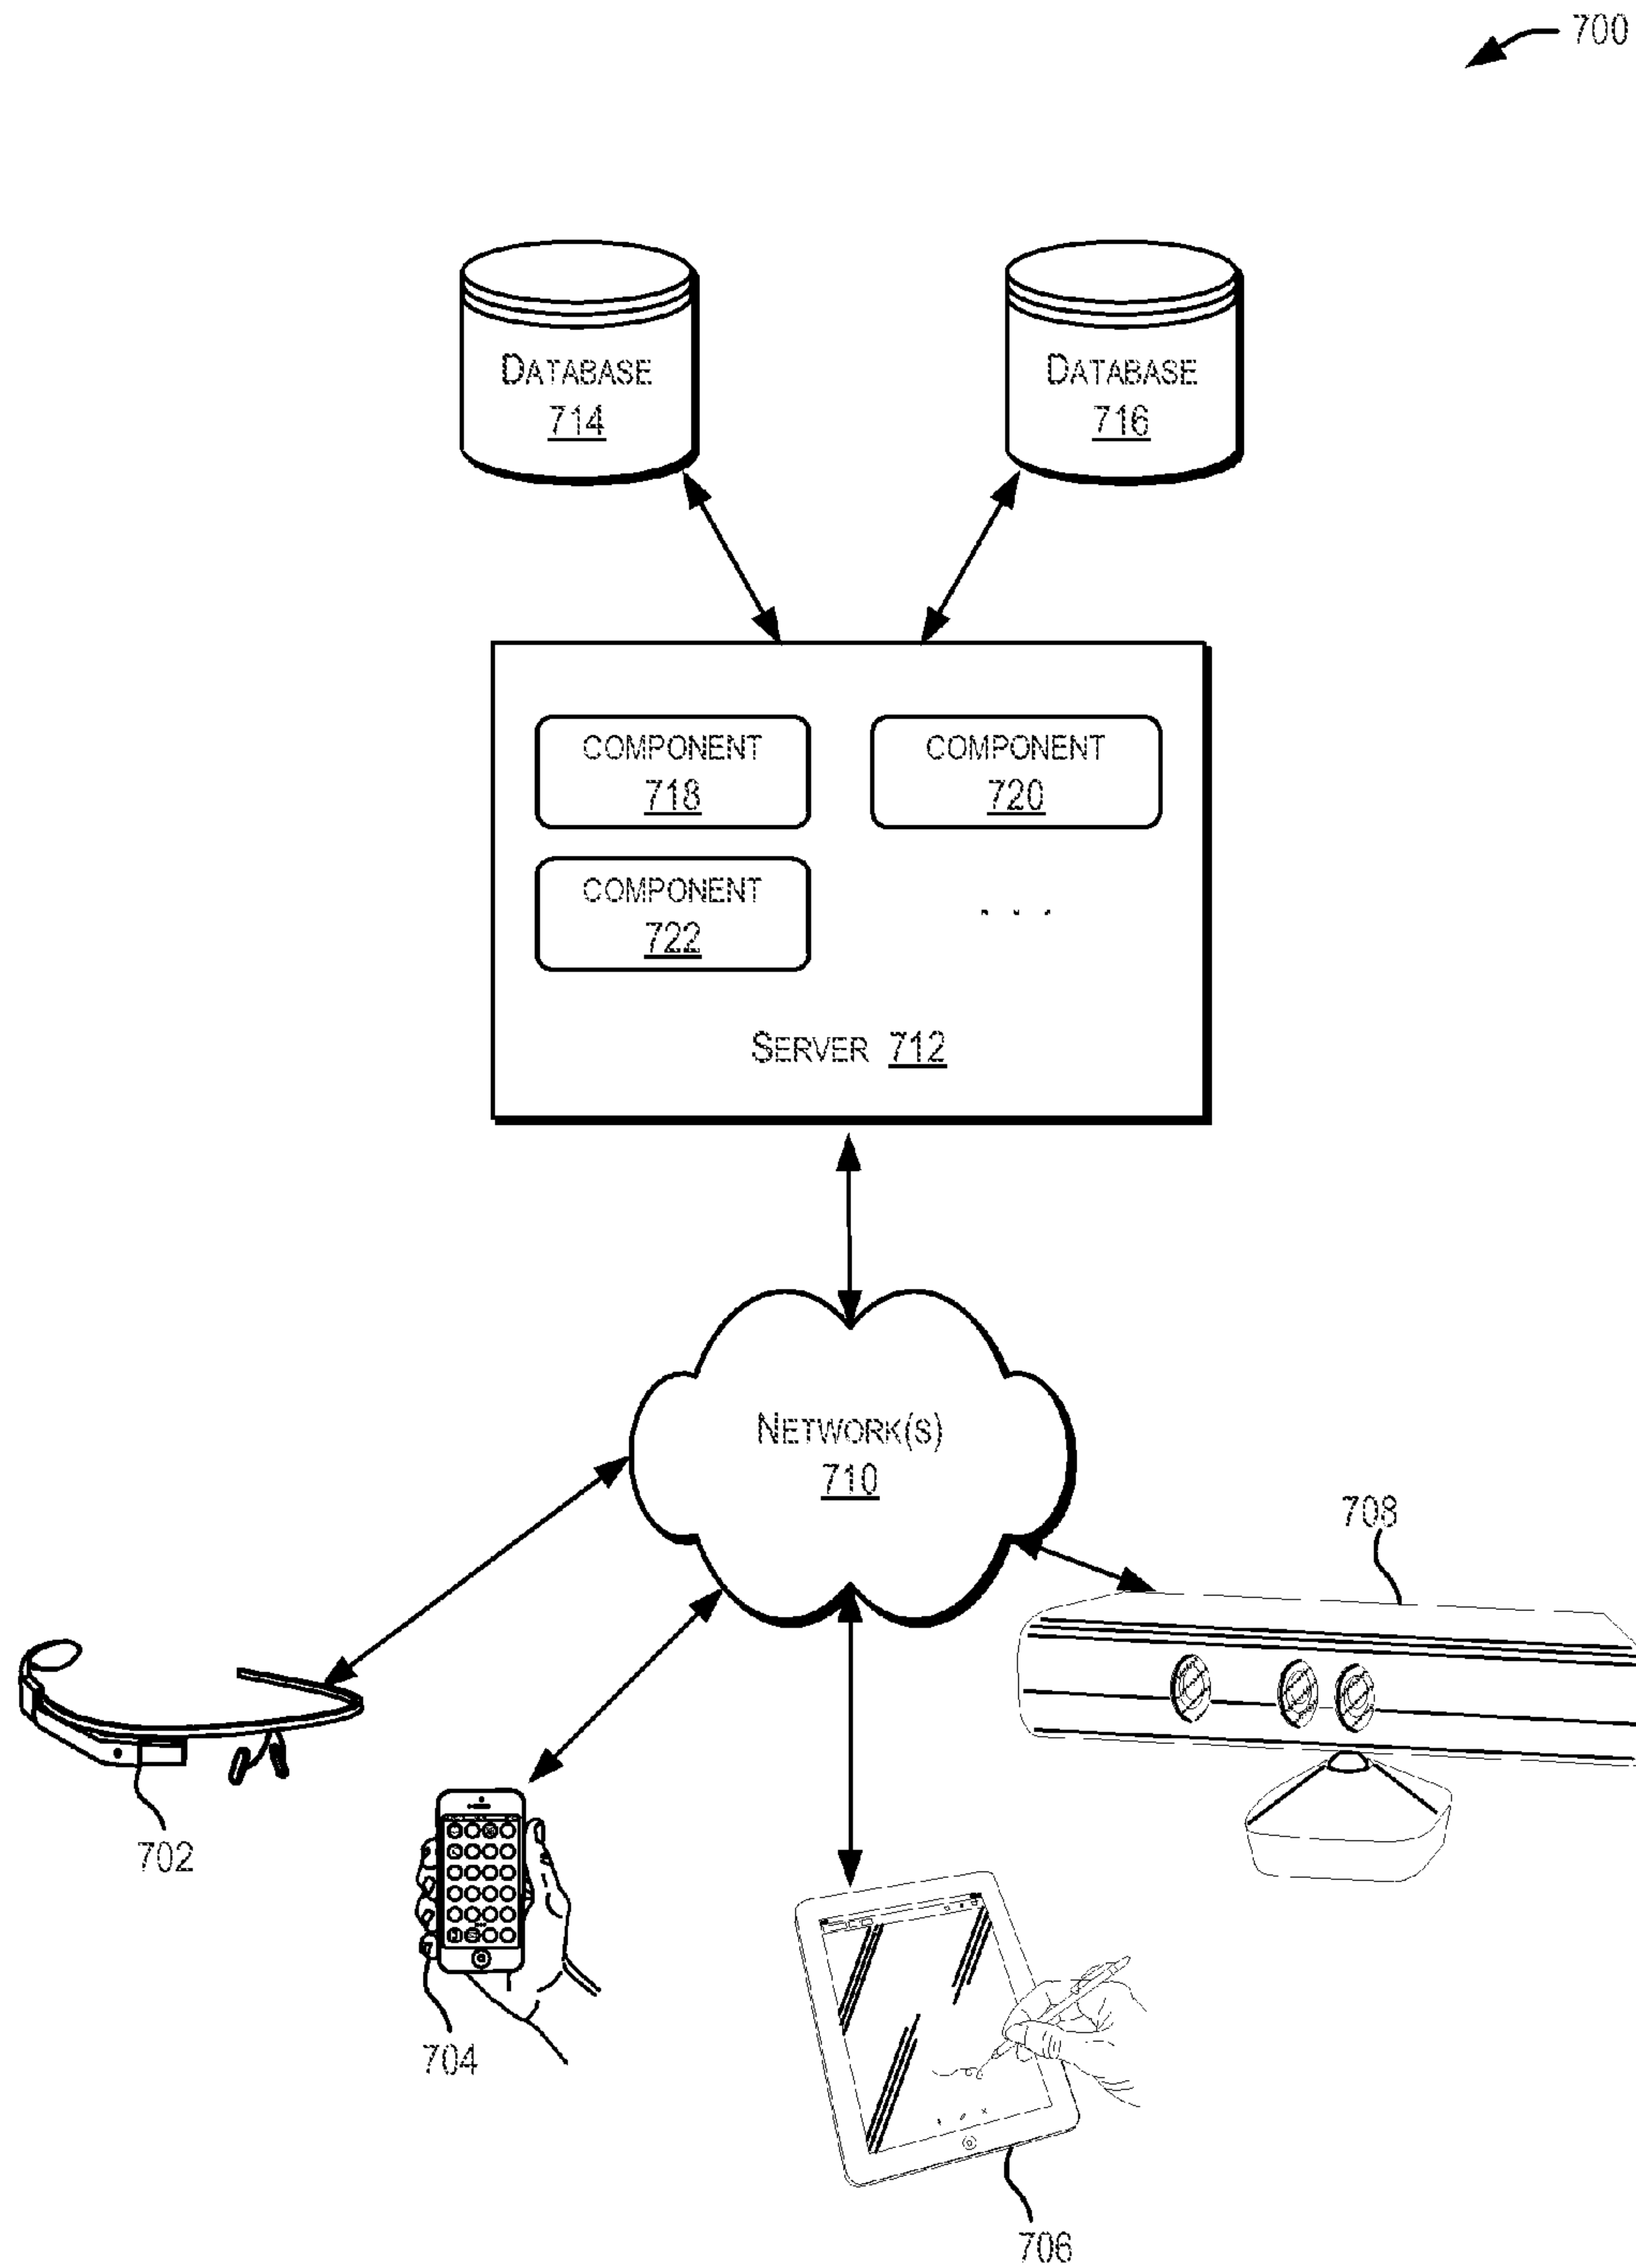 700
DATABASE
714
DATABASE
716
COMPONENT
718
COMPONENT
720
COMPONENT
722
. . .
SERVER 712
NETWORK(S)
710
708
702
704
706